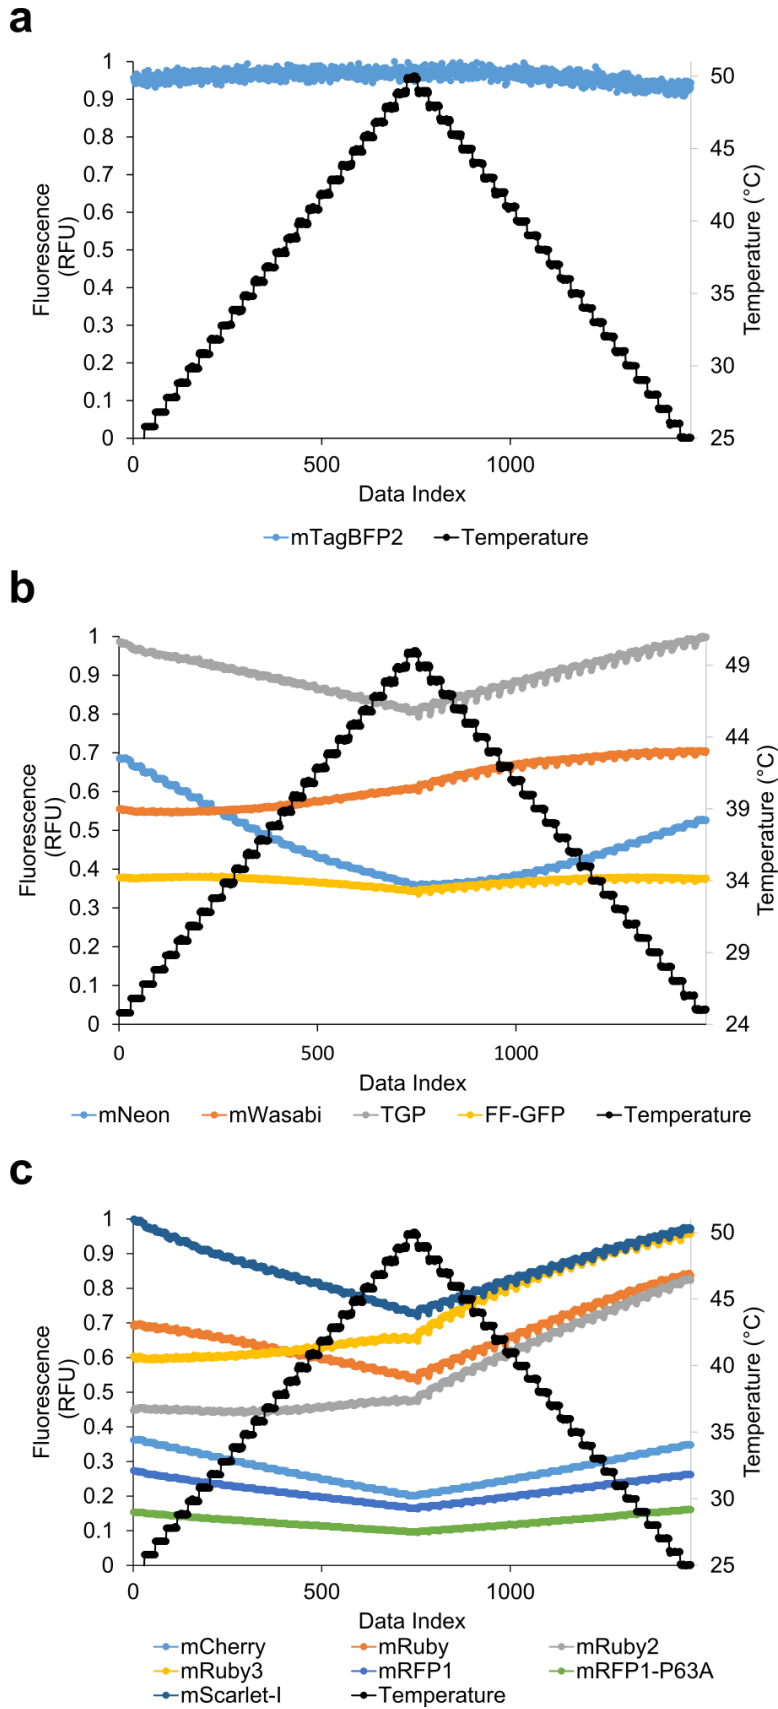 a
1
0.9
0.8
0.7
0.6
0.5
0.4
0.3
0.2
0.1
0
Fluorescence
(RFU)
50
45
40
35
30
25
Temperature (°C)
0 500 1000
Data Index
mTagBFP2 Temperature
b
1
0.9
0.8
0.7
0.6
0.5
0.4
0.3
0.2
0.1
0
Fluorescence
(RFU)
49
44
39
34
29
24
Temperature (°C)
0 500 1000
Data Index
mNeon mWasabi TGP FF-GFP Temperature
c
1
0.9
0.8
0.7
0.6
0.5
0.4
0.3
0.2
0.1
0
Fluorescence
(RFU)
50
45
40
35
30
25
Temperature (°C)
0 500 1000
Data Index
mCherry mRuby mRuby2
mRuby3 mRFP1 mRFP1-P63A
mScarlet-I Temperature